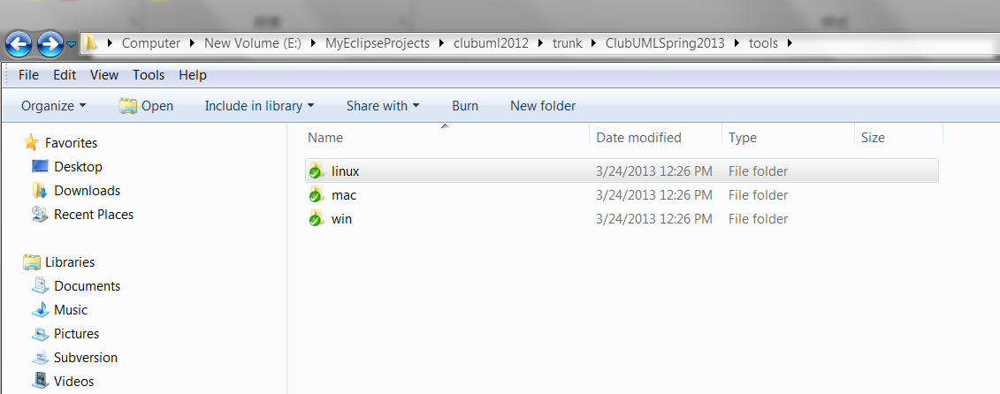 Computer New Volume (E:) MyEclipseProjects clubuml2012 trunk ClubUMLSpring2013 tools
File Edit View Tools Help
Organize Open Include in library Share with Burn New folder
Favorites
Desktop
Downloads
Recent Places
Libraries
Documents
Music
Pictures
Subversion
Videos
Name Date modified Type Size
linux 3/24/2013 12:26 PM File folder
mac 3/24/2013 12:26 PM File folder
win 3/24/2013 12:26 PM File folder